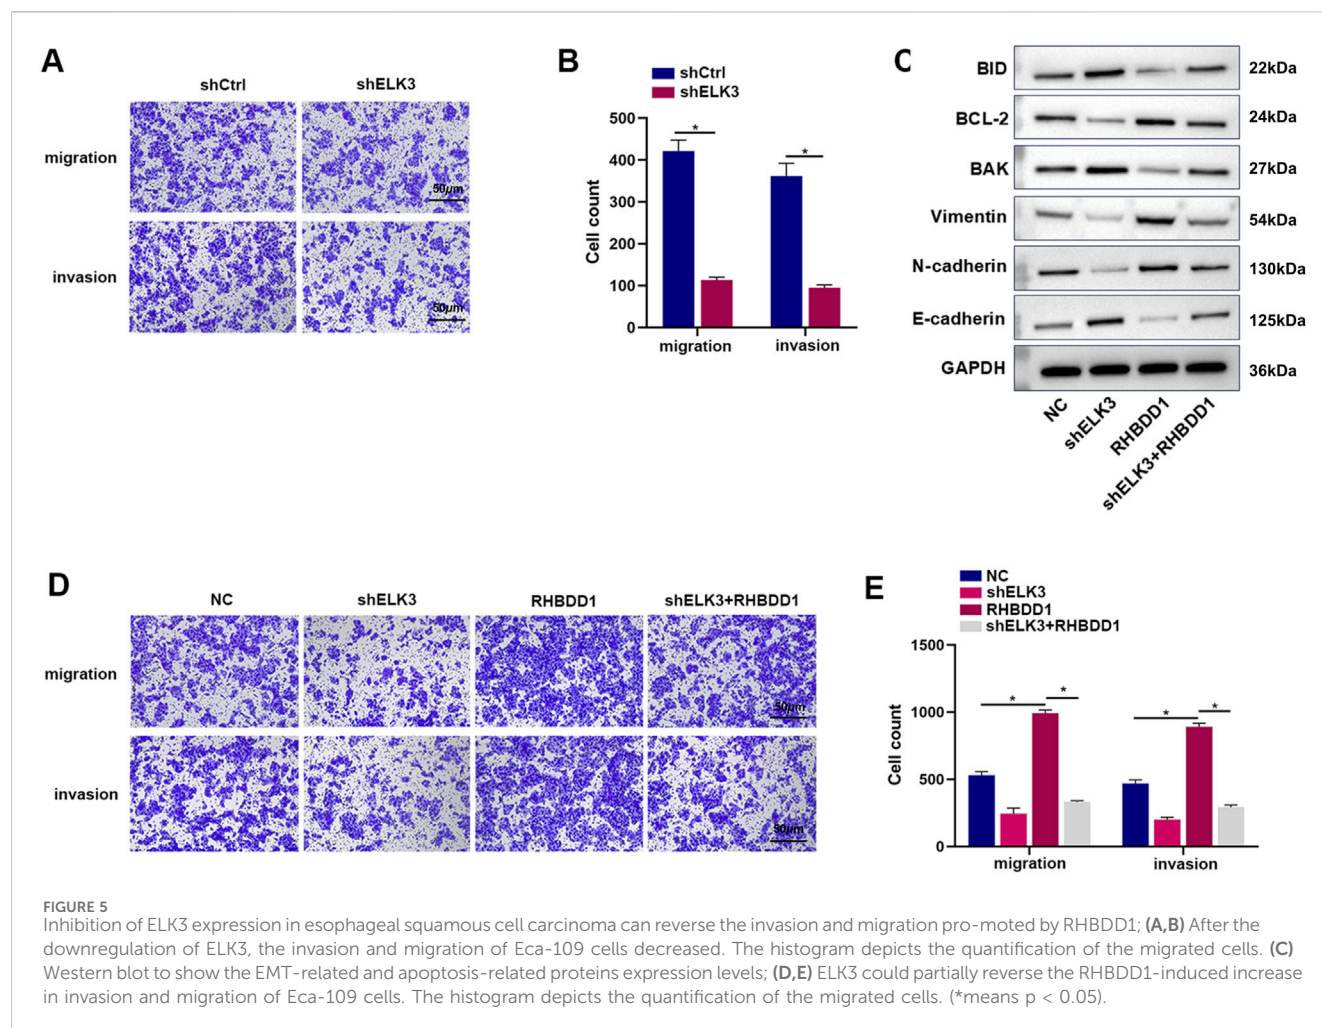 A
shCtrl
shELK3
migration
50μm
invasion
50μm
B
shCtrl
shELK3
500
400
300
200
100
0
Cell count
*
*
migration
invasion
C
BID
22kDa
BCL-2
24kDa
BAK
27kDa
Vimentin
54kDa
N-cadherin
130kDa
E-cadherin
125kDa
GAPDH
36kDa
NC
shELK3
RHBDD1
shELK3+RHBDD1
D
NC
shELK3
RHBDD1
shELK3+RHBDD1
migration
50μm
invasion
50μm
E
NC
shELK3
RHBDD1
shELK3+RHBDD1
1500
1000
500
0
Cell count
*
*
*
*
migration
invasion
FIGURE 5
Inhibition of ELK3 expression in esophageal squamous cell carcinoma can reverse the invasion and migration pro-moted by RHBDD1; (A,B) After the
downregulation of ELK3, the invasion and migration of Eca-109 cells decreased. The histogram depicts the quantification of the migrated cells. (C)
Western blot to show the EMT-related and apoptosis-related proteins expression levels; (D,E) ELK3 could partially reverse the RHBDD1-induced increase
in invasion and migration of Eca-109 cells. The histogram depicts the quantification of the migrated cells. (*means p < 0.05).